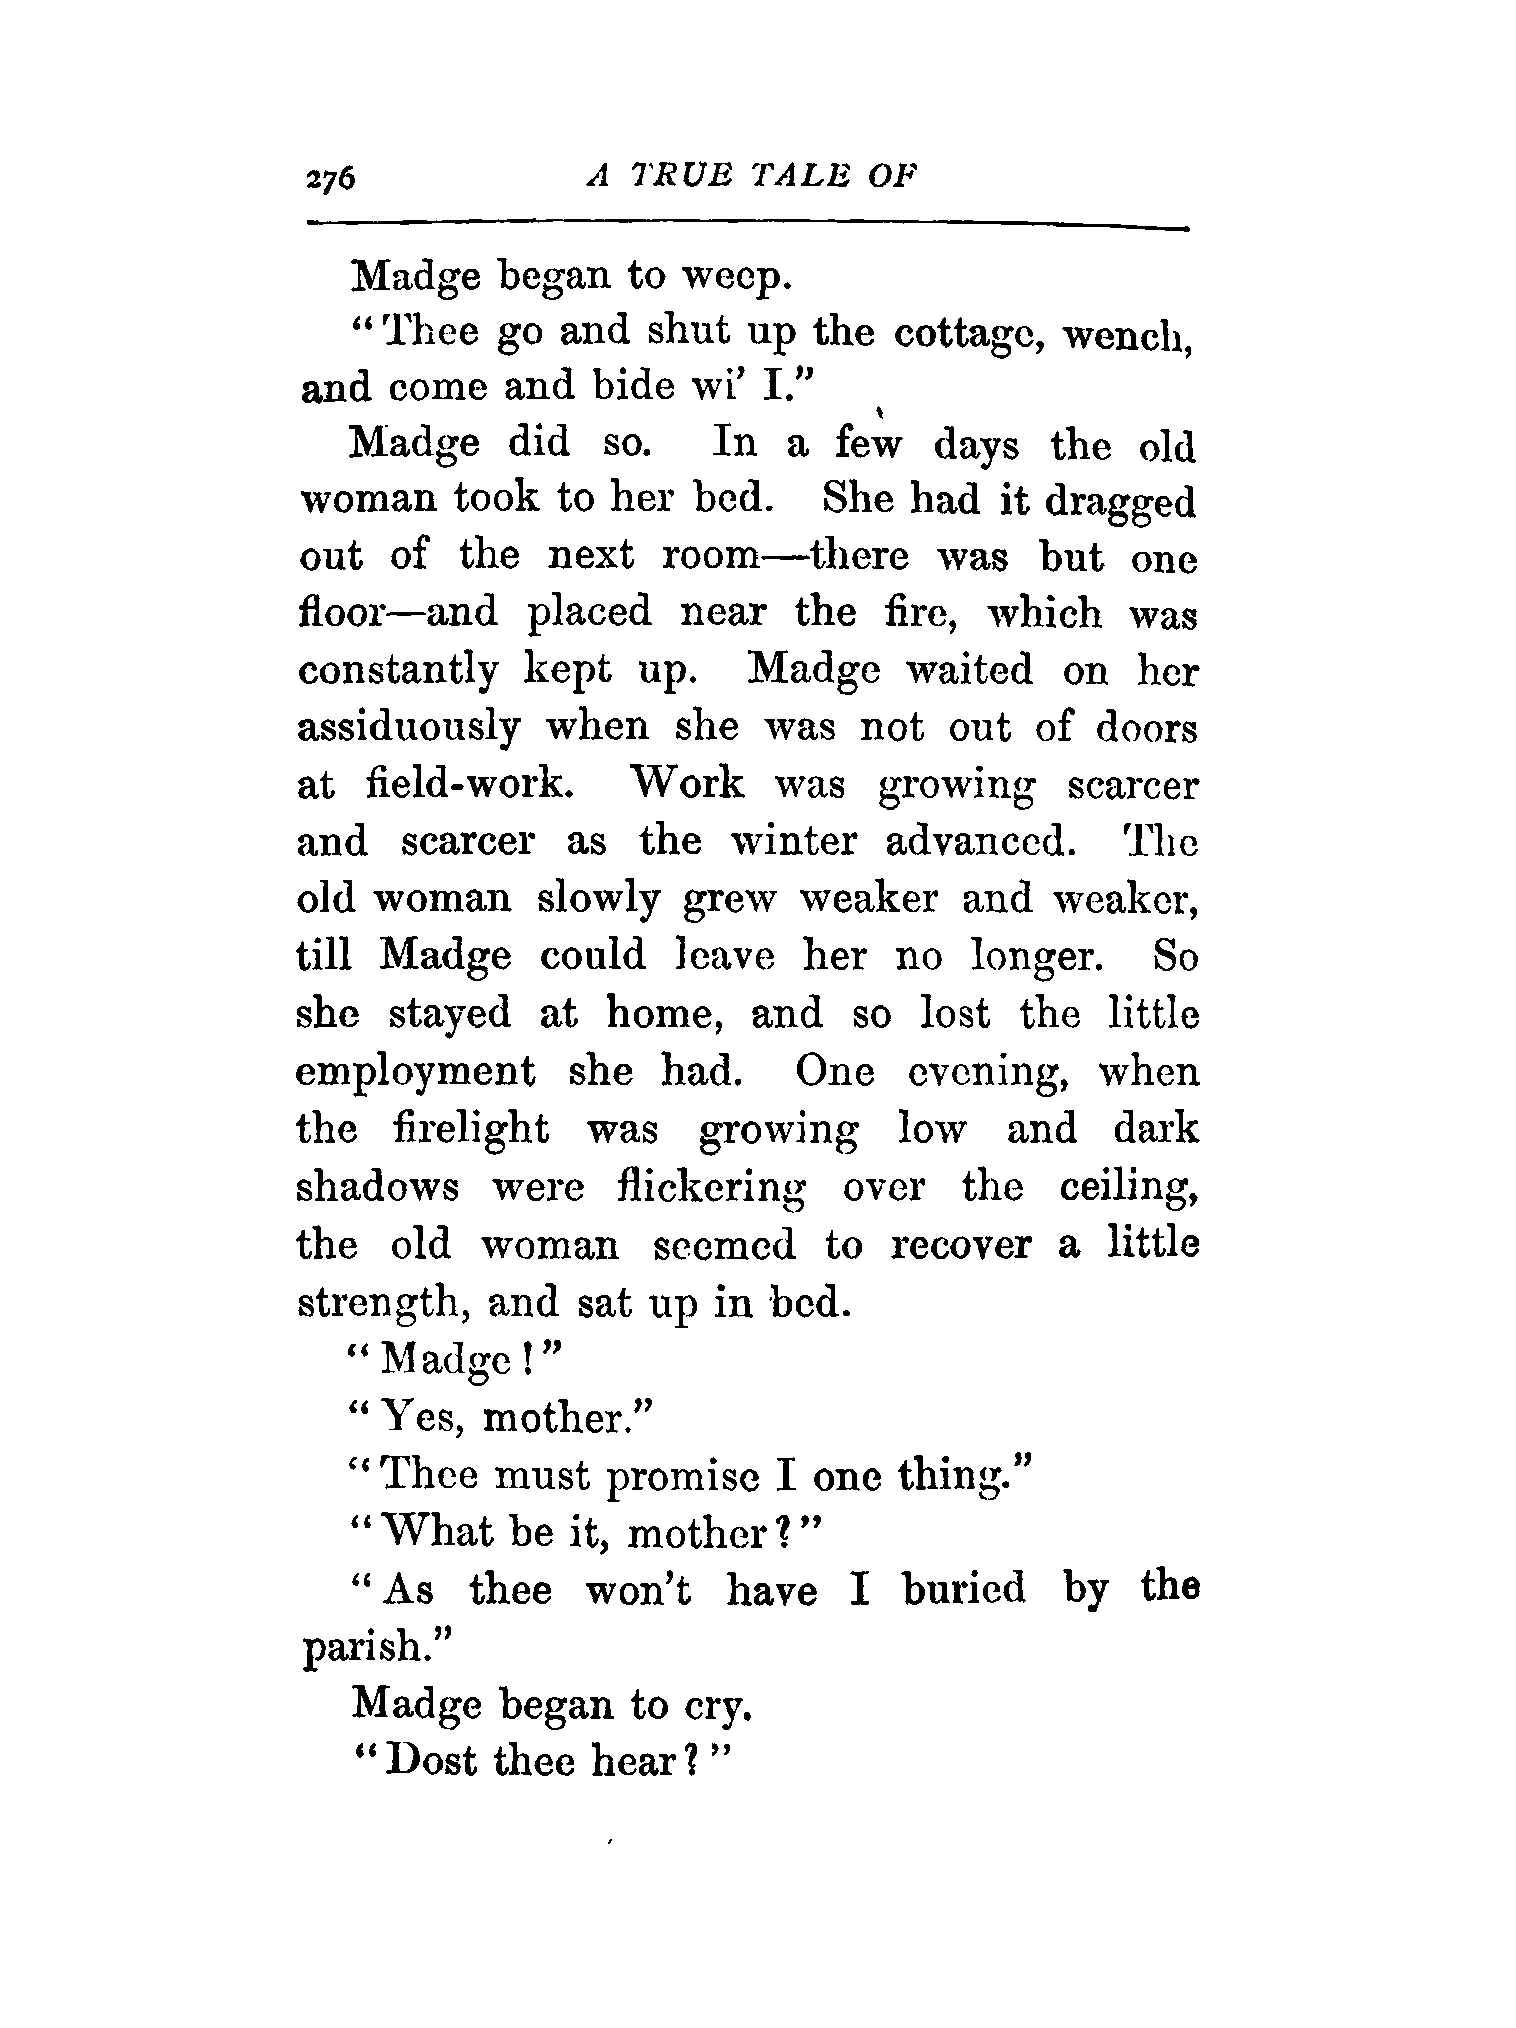 276 A TRUE TALE OF
Madge began to weep.
"Thee go and shut up the cottage, wench,
and come and bide wi' I."
Madge did so. In a few days the old
woman took to her bed. She had it dragged
out of the next room—there was but one
floor—and placed near the fire, which was
constantly kept up. Madge waited on her
assiduously when she was not out of doors
at field-work. Work was growing scarcer
and scarcer as the winter advanced. The
old woman slowly grew weaker and weaker,
till Madge could leave her no longer. So
she stayed at home, and so lost the little
employment she had. One evening, when
the firelight was growing low and dark
shadows were flickering over the ceiling,
the old woman seemed to recover a little
strength, and sat up in bed.
"Madge!"
"Yes, mother."
"Thee must promise I one thing."
"What be it, mother?"
"As thee won't have I buried by the
parish."
Madge began to cry.
"Dost thee hear?"